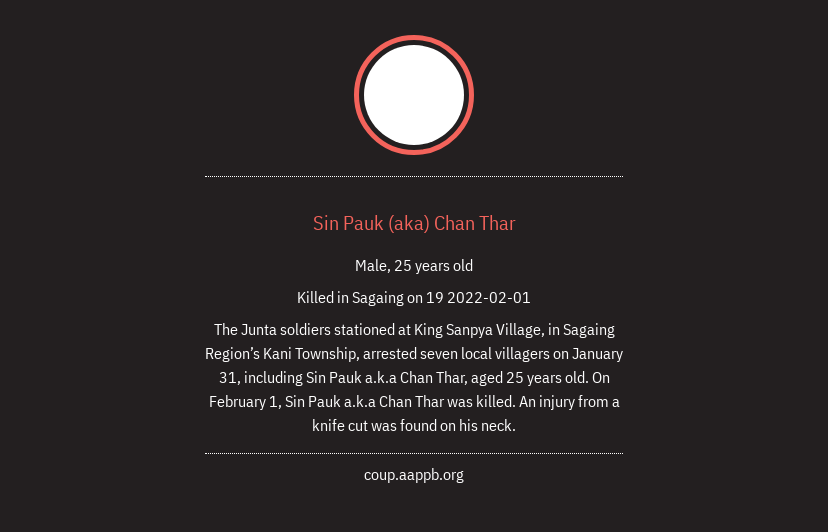 Sin Pauk (aka) Chan Thar
Male, 25 years old
Killed in Sagaing on 19 2022-02-01
The Junta soldiers stationed at King Sanpya Village, in Sagaing
Region’s Kani Township, arrested seven local villagers on January
31, including Sin Pauk a.k.a Chan Thar, aged 25 years old. On
February 1, Sin Pauk a.k.a Chan Thar was killed. An injury from a
knife cut was found on his neck.
coup.aappb.org